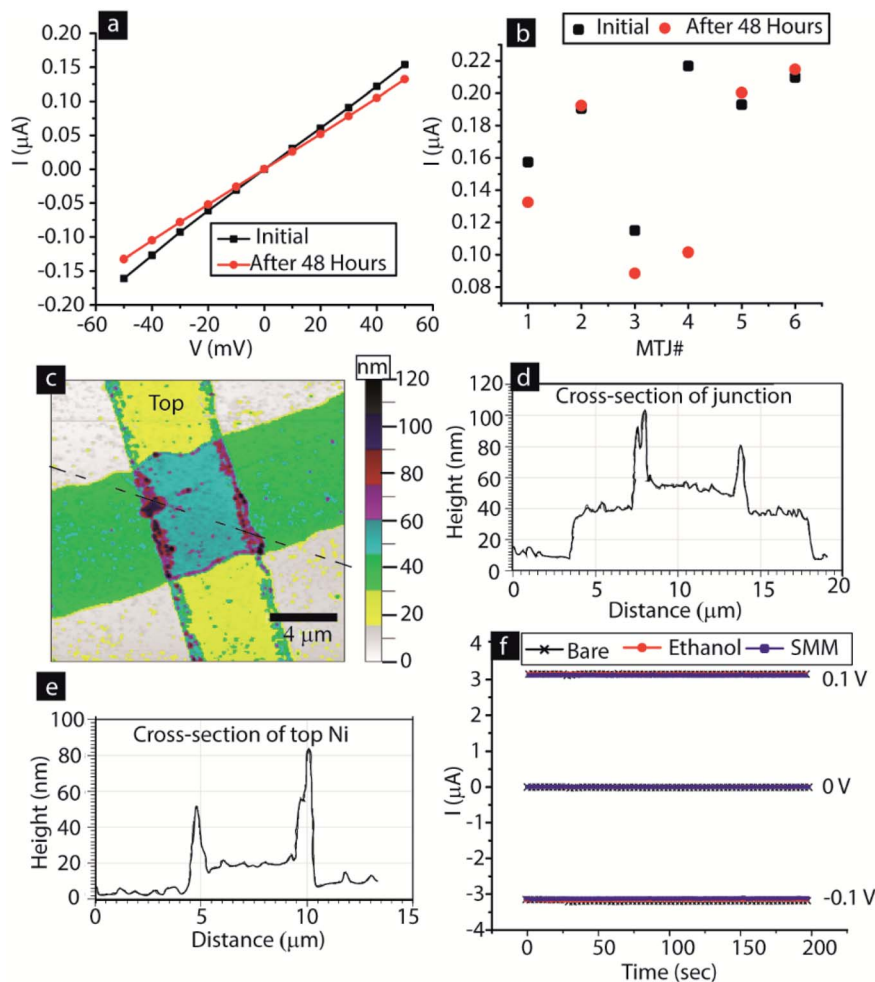 a
I (μA)
0.20
0.15
0.10
0.05
0.00
-0.05
-0.10
-0.15
-0.20
Initial
After 48 Hours
-60 -40 -20 0 20 40 60
V (mV)
b
Initial After 48 Hours
I (μA)
0.22
0.20
0.18
0.16
0.14
0.12
0.10
0.08
1 2 3 4 5 6
MTJ#
c
Top
4 μm
nm
120
100
80
60
40
20
0
d
Cross-section of junction
Height (nm)
120
100
80
60
40
20
0
0 5 10 15 20
Distance (μm)
e
Cross-section of top Ni
Height (nm)
100
80
60
40
20
0
0 5 10 15
Distance (μm)
f
Bare Ethanol SMM
I (μA)
4
3
2
1
0
-1
-2
-3
-4
0.1 V
0 V
-0.1 V
0 50 100 150 200
Time (sec)